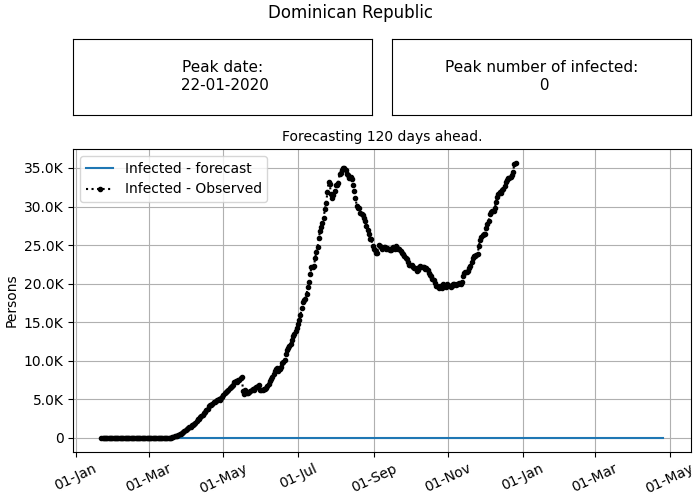 Dominican Republic
Peak date:
22-01-2020
Peak number of infected:
0
Forecasting 120 days ahead.
Infected - forecast
Infected - Observed
Persons
35.0K
30.0K
25.0K
20.0K
15.0K
10.0K
5.0K
0
01-Jan
01-Mar
01-May
01-Jul
01-Sep
01-Nov
01-Jan
01-Mar
01-May